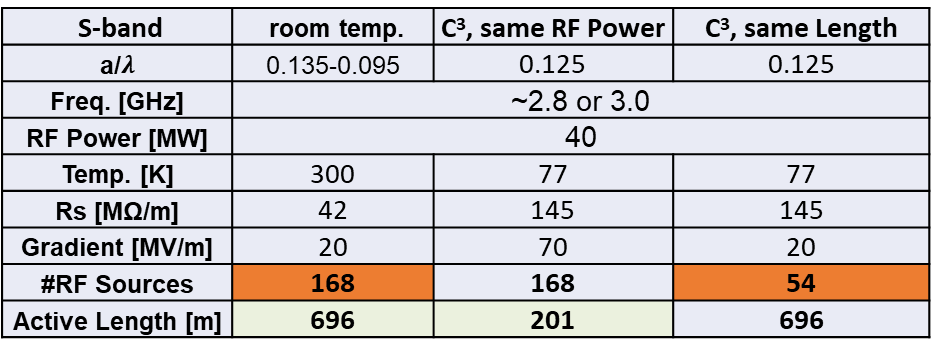 S-band room temp. C³, same RF Power C³, same Length
a/λ 0.135-0.095 0.125 0.125
Freq. [GHz] ~2.8 or 3.0
RF Power [MW] 40
Temp. [K] 300 77 77
Rs [MΩ/m] 42 145 145
Gradient [MV/m] 20 70 20
#RF Sources 168 168 54
Active Length [m] 696 201 696